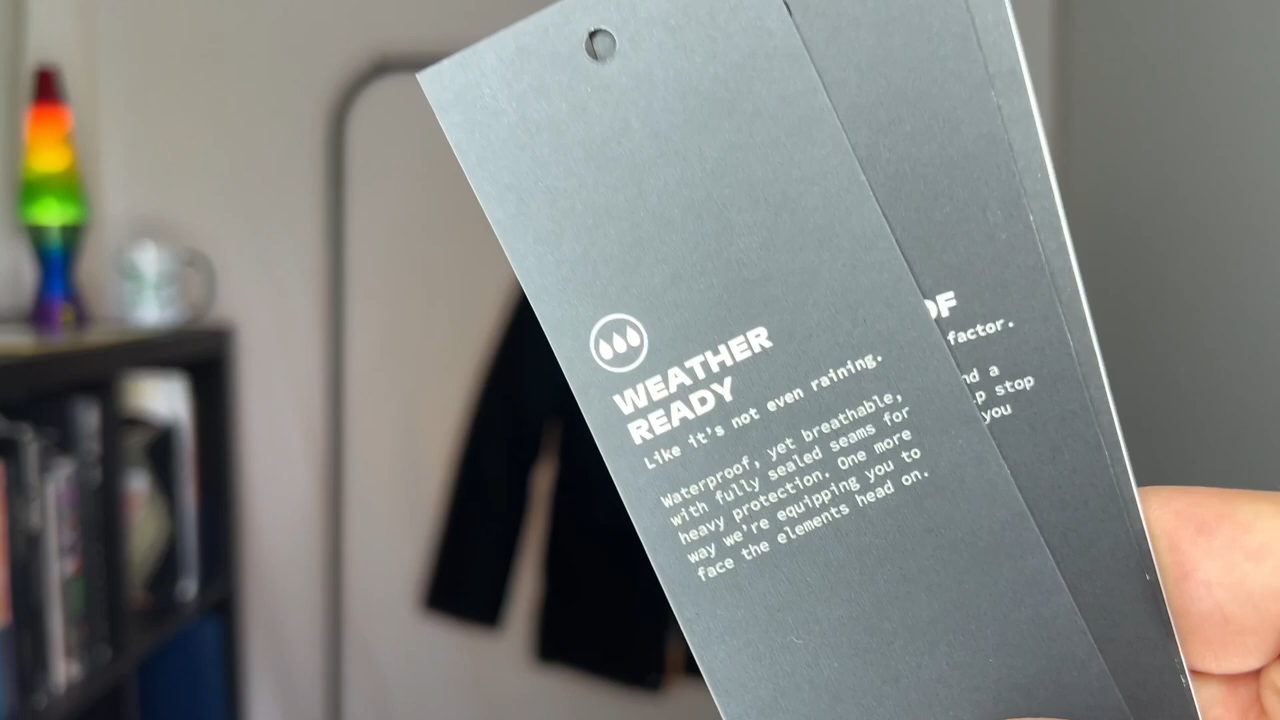 WEATHER
READY
Like it's not even raining.
Waterproof, yet breathable,
with fully sealed seams for
heavy protection. One more
way we're equipping you to
face the elements head on.
OF
factor.
nd a
p stop
you